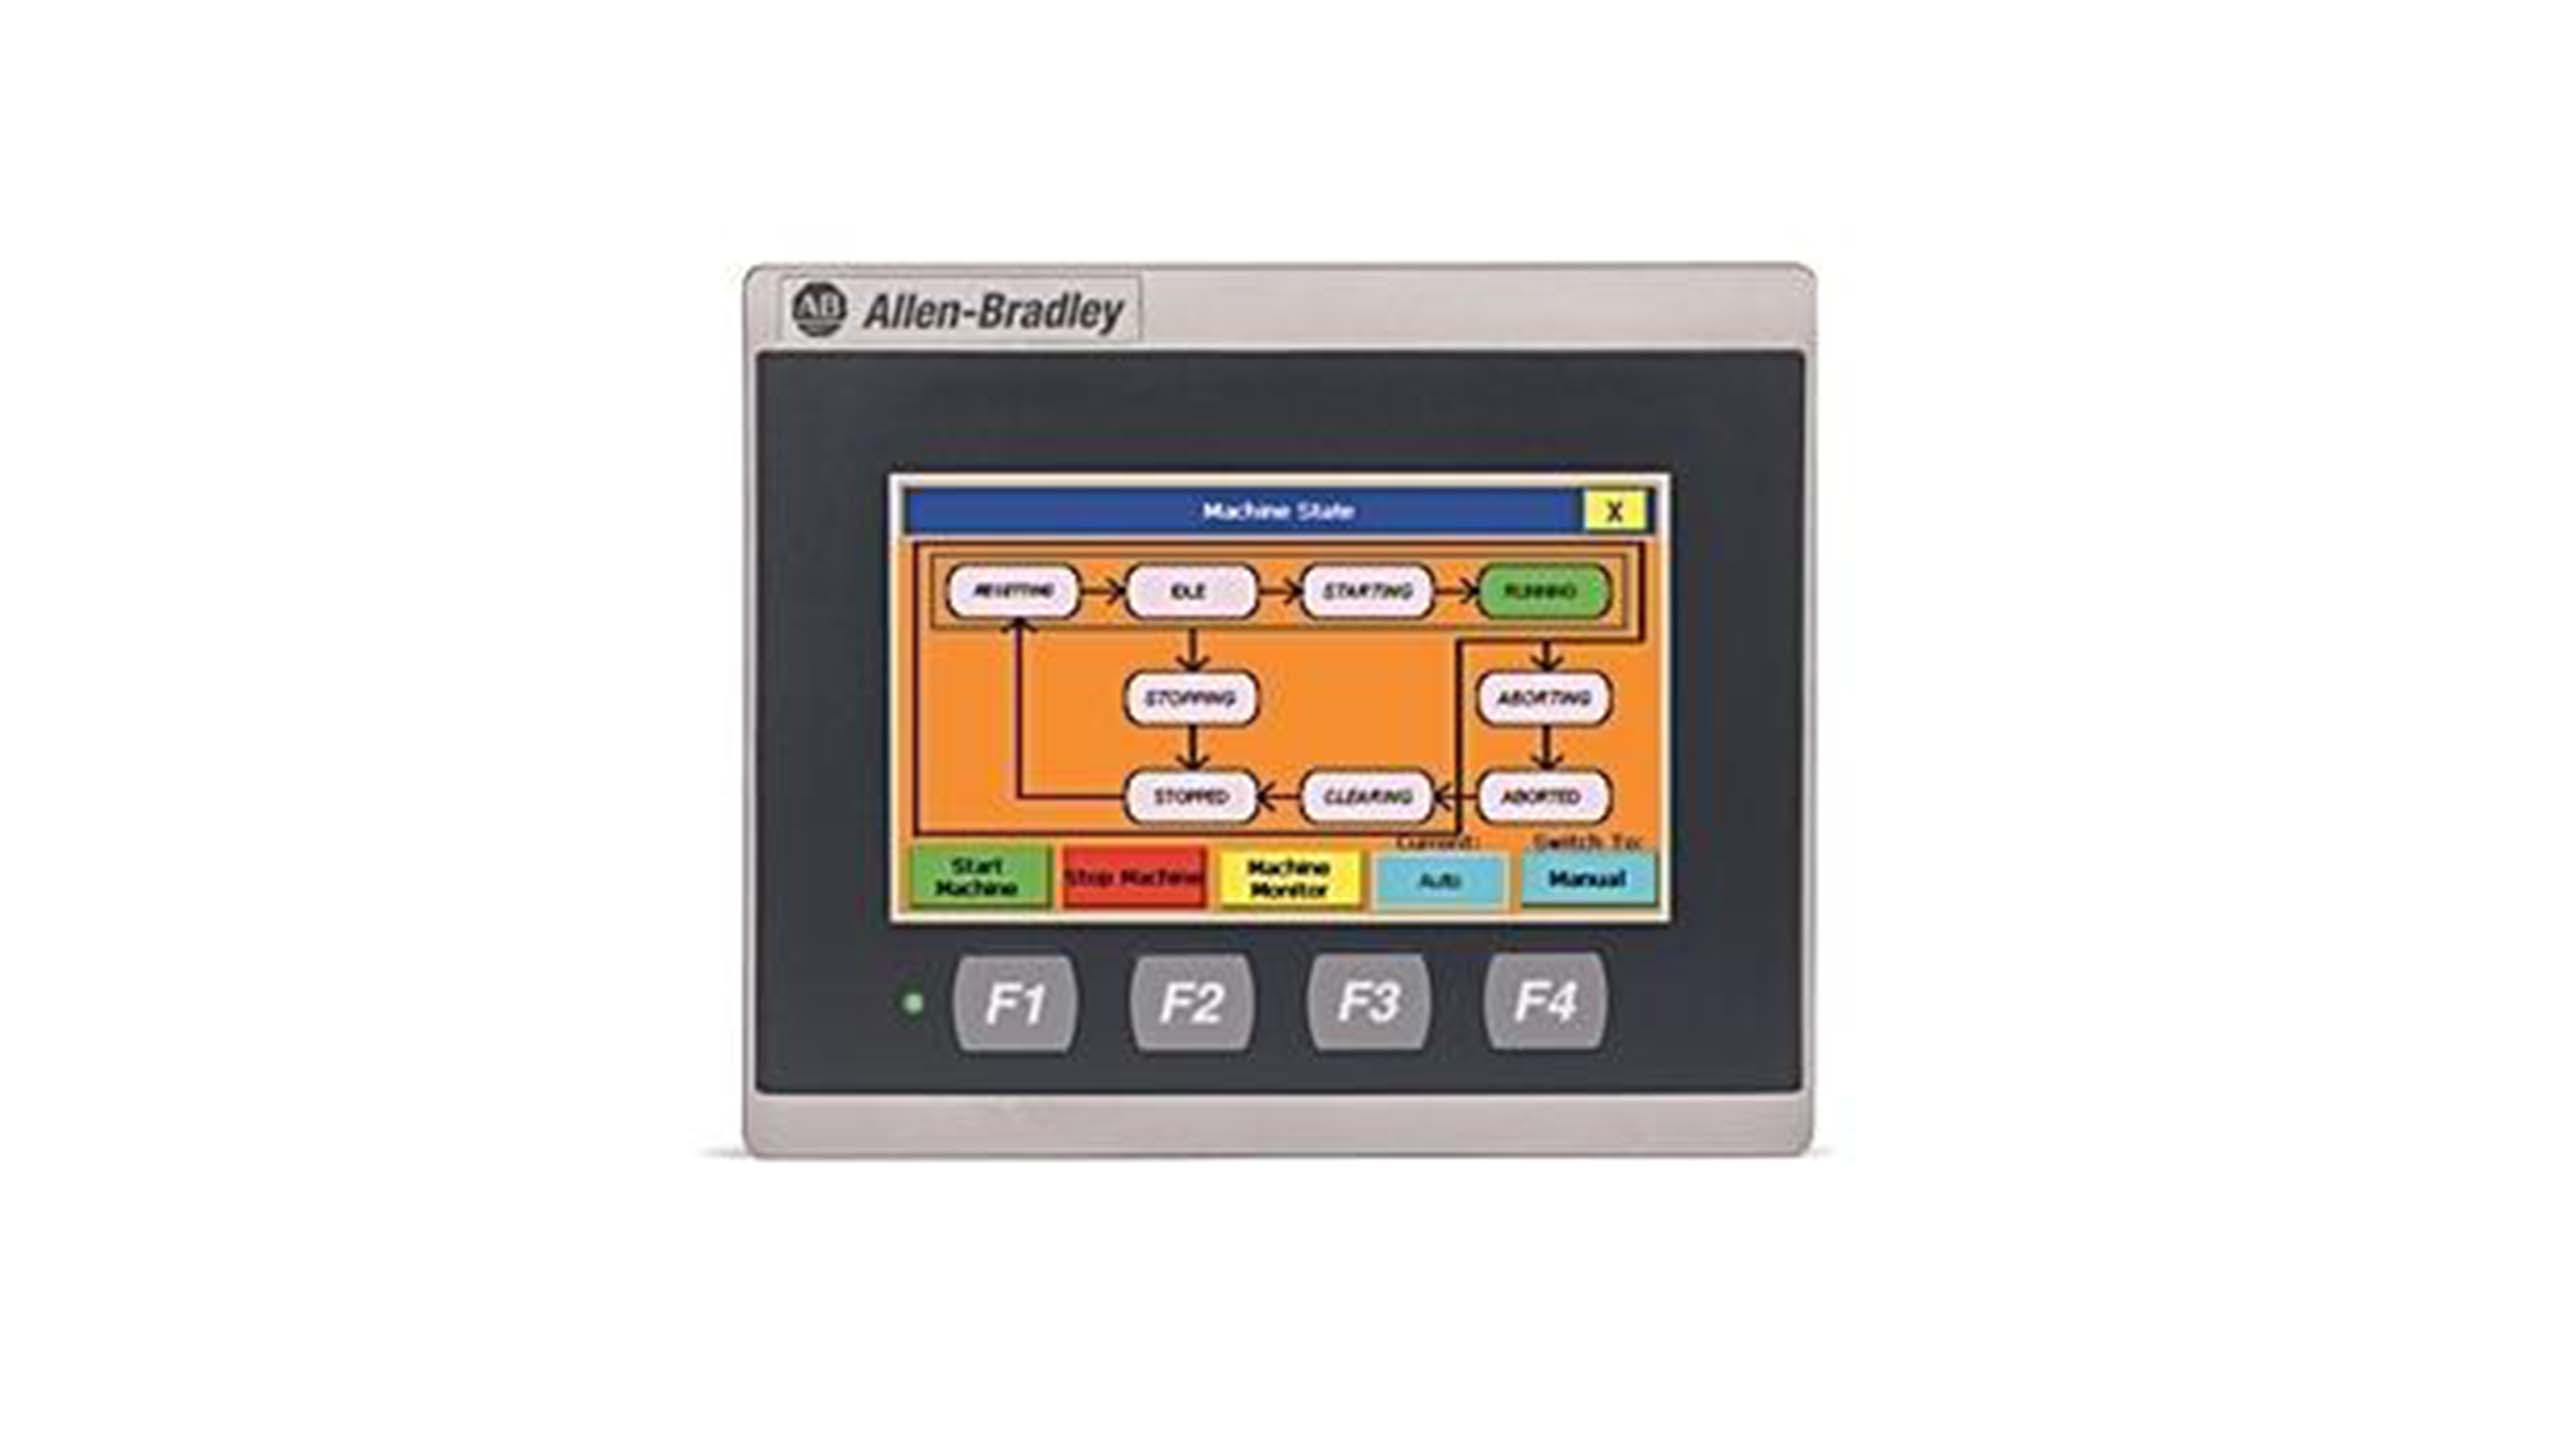 AB Allen-Bradley
Machine State X
RESETTING IDLE STARTING RUNNING
STOPPING ABORTING
STOPPED CLEARING ABORTED
Current: Switch To:
Start Machine Stop Machine Machine Monitor Auto Manual
F1 F2 F3 F4